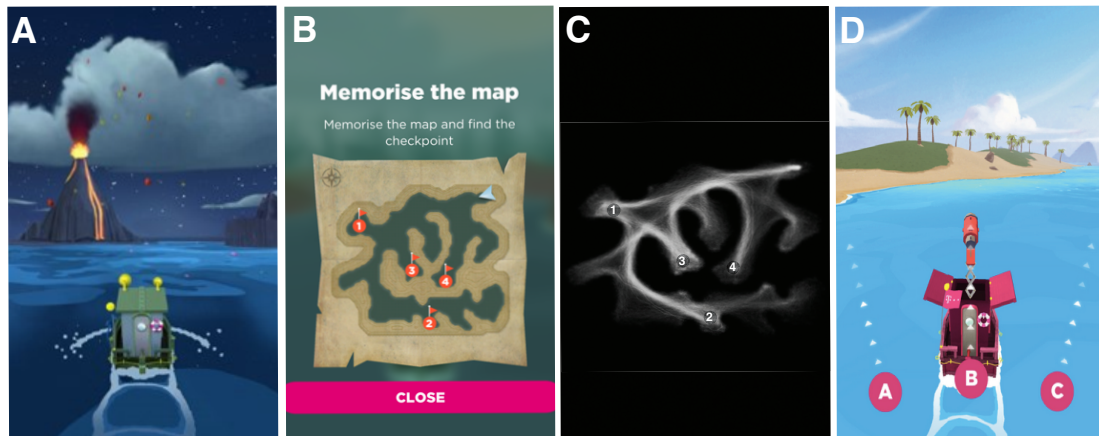 A
B
Memorise the map
Memorise the map and find the
checkpoint
1
3
4
2
CLOSE
C
1
3
4
2
D
A
B
C